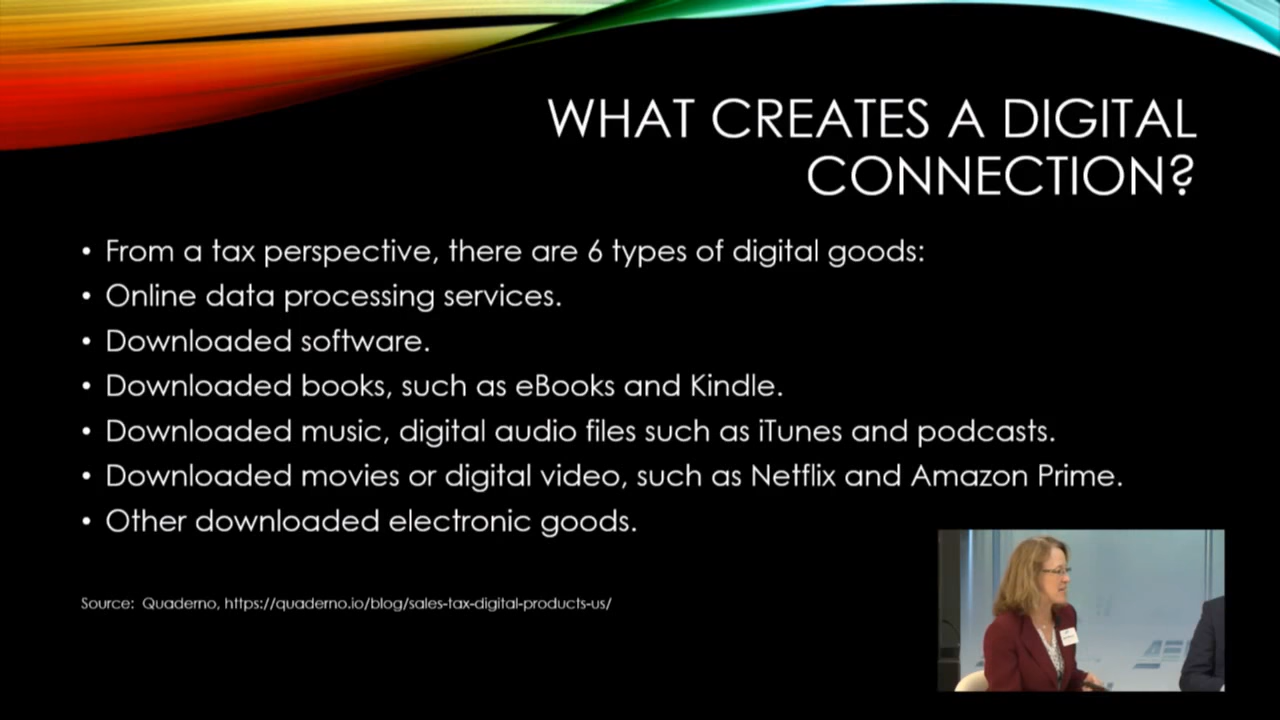 WHAT CREATES A DIGITAL
CONNECTION?
• From a tax perspective, there are 6 types of digital goods:
• Online data processing services.
• Downloaded software.
• Downloaded books, such as eBooks and Kindle.
• Downloaded music, digital audio files such as iTunes and podcasts.
• Downloaded movies or digital video, such as Netflix and Amazon Prime.
• Other downloaded electronic goods.
Source: Quaderno, https://quaderno.io/blog/sales-tax-digital-products-us/